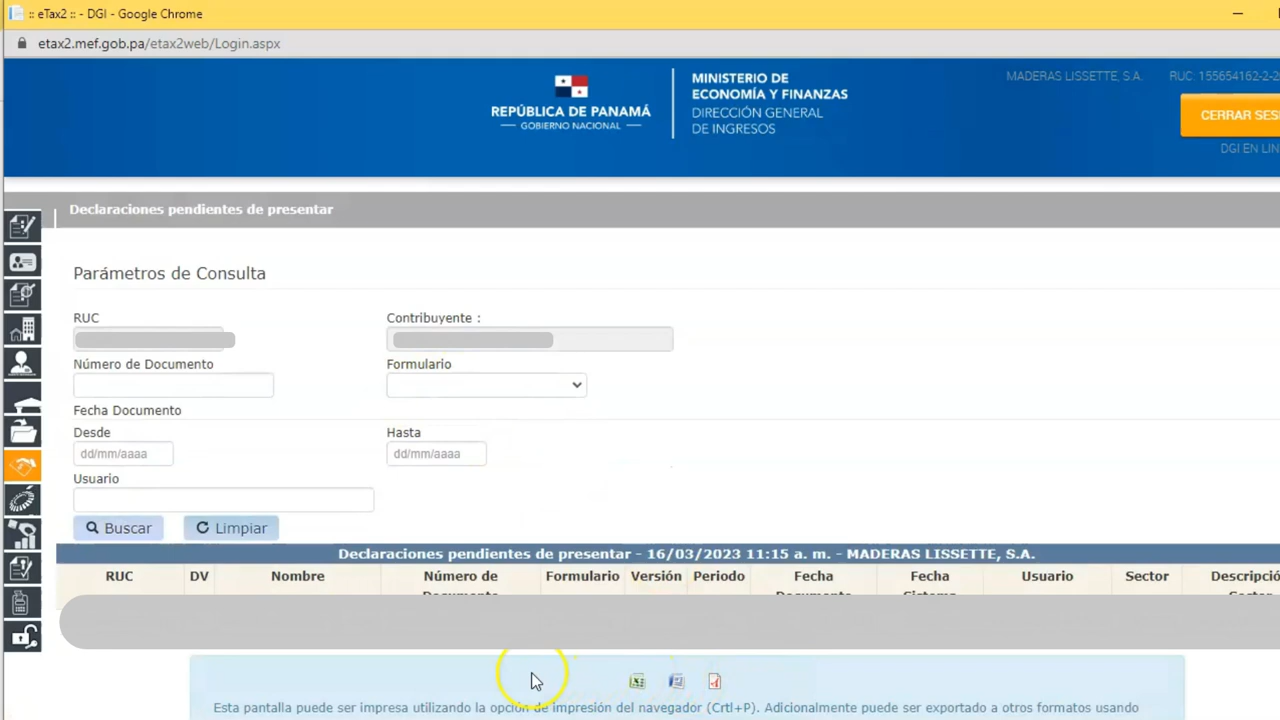 :: eTax2 :: - DGI - Google Chrome
etax2.mef.gob.pa/etax2web/Login.aspx
REPÚBLICA DE PANAMÁ
— GOBIERNO NACIONAL —
MINISTERIO DE
ECONOMÍA Y FINANZAS
DIRECCIÓN GENERAL
DE INGRESOS
MADERAS LISSETTE, S.A. RUC: 155654162-2-2
CERRAR SES
DGI EN LIN
Declaraciones pendientes de presentar
Parámetros de Consulta
RUC Contribuyente :
Número de Documento Formulario
Fecha Documento
Desde Hasta
dd/mm/aaaa dd/mm/aaaa
Usuario
Buscar Limpiar
Declaraciones pendientes de presentar - 16/03/2023 11:15 a. m. - MADERAS LISSETTE, S.A.
RUC DV Nombre Número de Formulario Versión Periodo Fecha Fecha Usuario Sector Descripció
Esta pantalla puede ser impresa utilizando la opción de impresión del navegador (Crtl+P). Adicionalmente puede ser exportado a otros formatos usando